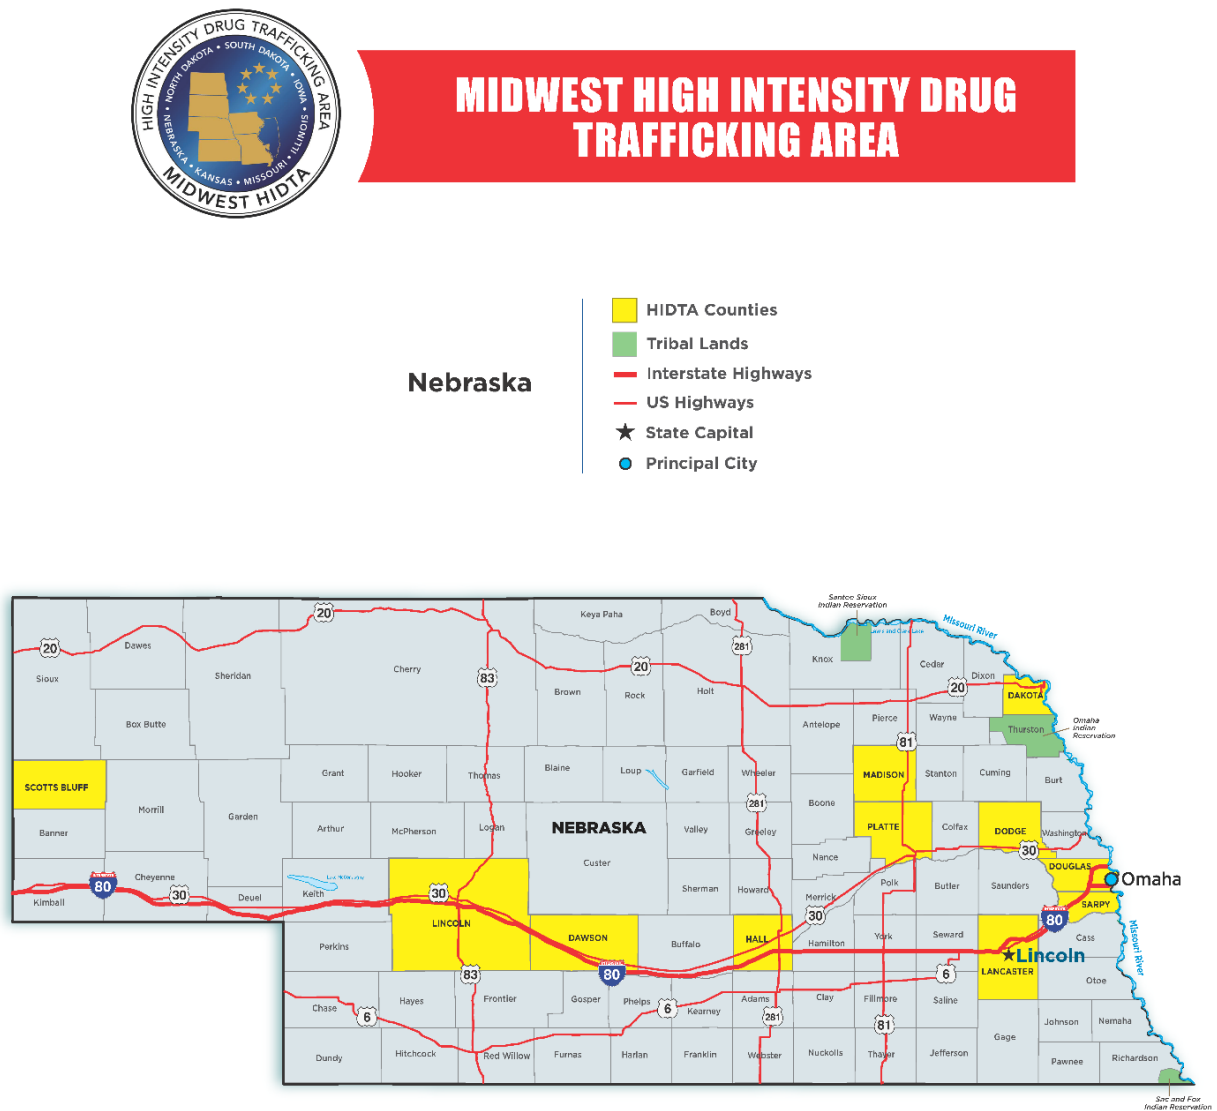 HIGH INTENSITY DRUG TRAFFICKING AREA
NORTH DAKOTA • SOUTH DAKOTA • IOWA • ILLINOIS • MISSOURI • KANSAS • NEBRASKA •
MIDWEST HIDTA
MIDWEST HIGH INTENSITY DRUG
TRAFFICKING AREA
Nebraska
HIDTA Counties
Tribal Lands
Interstate Highways
US Highways
State Capital
Principal City
Santee Sioux
Indian Reservation
Missouri River
Lewis and Clark Lake
Keya Paha
Boyd
20
Dawes
20
281
Knox
Cedar
Sioux
Sheridan
Cherry
83
20
Dixon
20
DAKOTA
Brown
Rock
Holt
Box Butte
Antelope
Pierce
Wayne
Thurston
Omaha
Indian
Reservation
81
Grant
Hooker
Thomas
Blaine
Loup
Garfield
Wheeler
MADISON
Stanton
Cuming
Burt
SCOTTS BLUFF
Morrill
Garden
281
Boone
Banner
Arthur
McPherson
Logan
NEBRASKA
Valley
Greeley
PLATTE
Colfax
DODGE
Washington
30
Custer
Nance
DOUGLAS
Omaha
Cheyenne
80
30
Kimball
Deuel
Keith
30
Sherman
Howard
Merrick
Polk
Butler
Saunders
SARPY
30
80
LINCOLN
DAWSON
HALL
Perkins
Buffalo
Hamilton
York
Seward
Cass
Missouri River
Lincoln
LANCASTER
83
80
6
Otoe
Chase
Hayes
Frontier
Gosper
Phelps
Kearney
Adams
Clay
Fillmore
Saline
6
6
281
81
Johnson
Nemaha
Gage
Dundy
Hitchcock
Red Willow
Furnas
Harlan
Franklin
Webster
Nuckolls
Thayer
Jefferson
Pawnee
Richardson
Sac and Fox
Indian Reservation